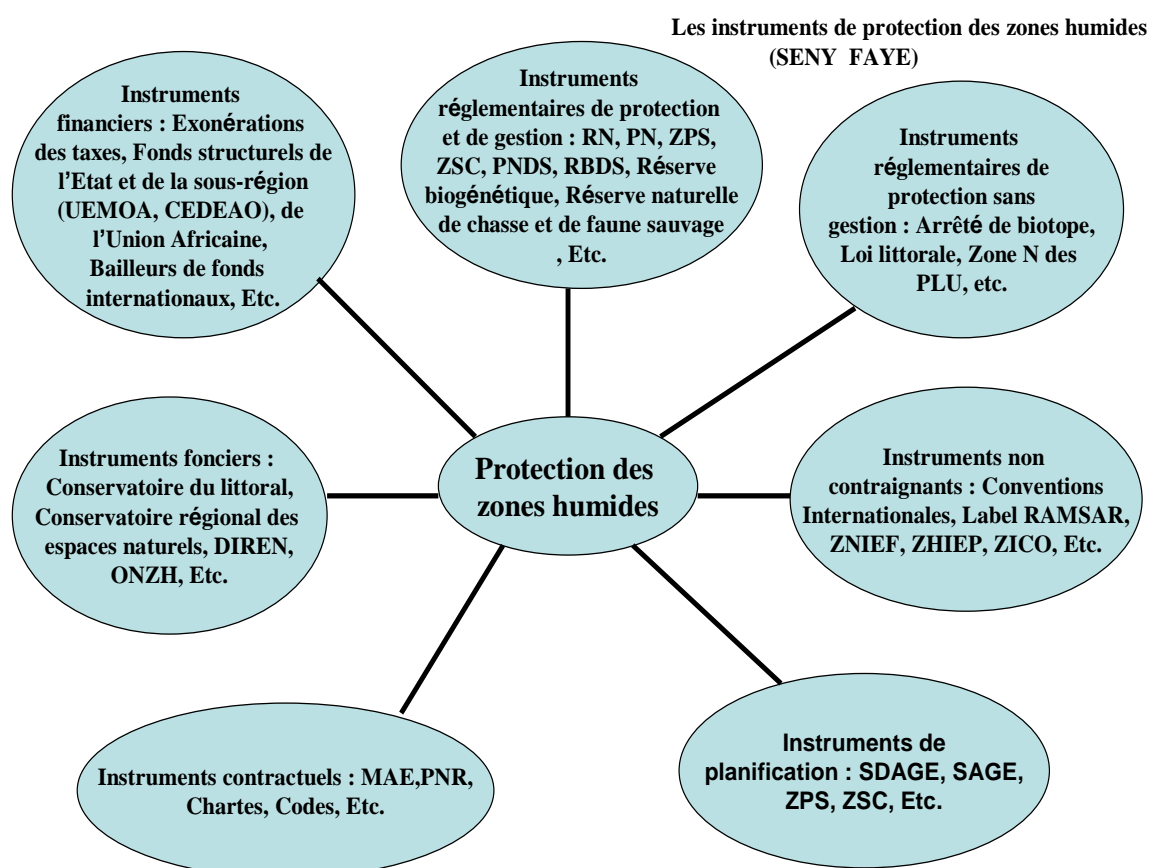 Les instruments de protection des zones humides
(SENY FAYE)
Instruments
financiers : Exonérations
des taxes, Fonds structurels de
l’Etat et de la sous-région
(UEMOA, CEDEAO), de
l’Union Africaine,
Bailleurs de fonds
internationaux, Etc.
Instruments
réglementaires de protection
et de gestion : RN, PN, ZPS,
ZSC, PNDS, RBDS, Réserve
biogénétique, Réserve naturelle
de chasse et de faune sauvage
, Etc.
Instruments
réglementaires de
protection sans
gestion : Arrêté de biotope,
Loi littorale, Zone N des
PLU, etc.
Instruments fonciers :
Conservatoire du littoral,
Conservatoire régional des
espaces naturels, DIREN,
ONZH, Etc.
Protection des
zones humides
Instruments non
contraignants : Conventions
Internationales, Label RAMSAR,
ZNIEF, ZHIEP, ZICO, Etc.
Instruments contractuels : MAE,PNR,
Chartes, Codes, Etc.
Instruments de
planification : SDAGE, SAGE,
ZPS, ZSC, Etc.